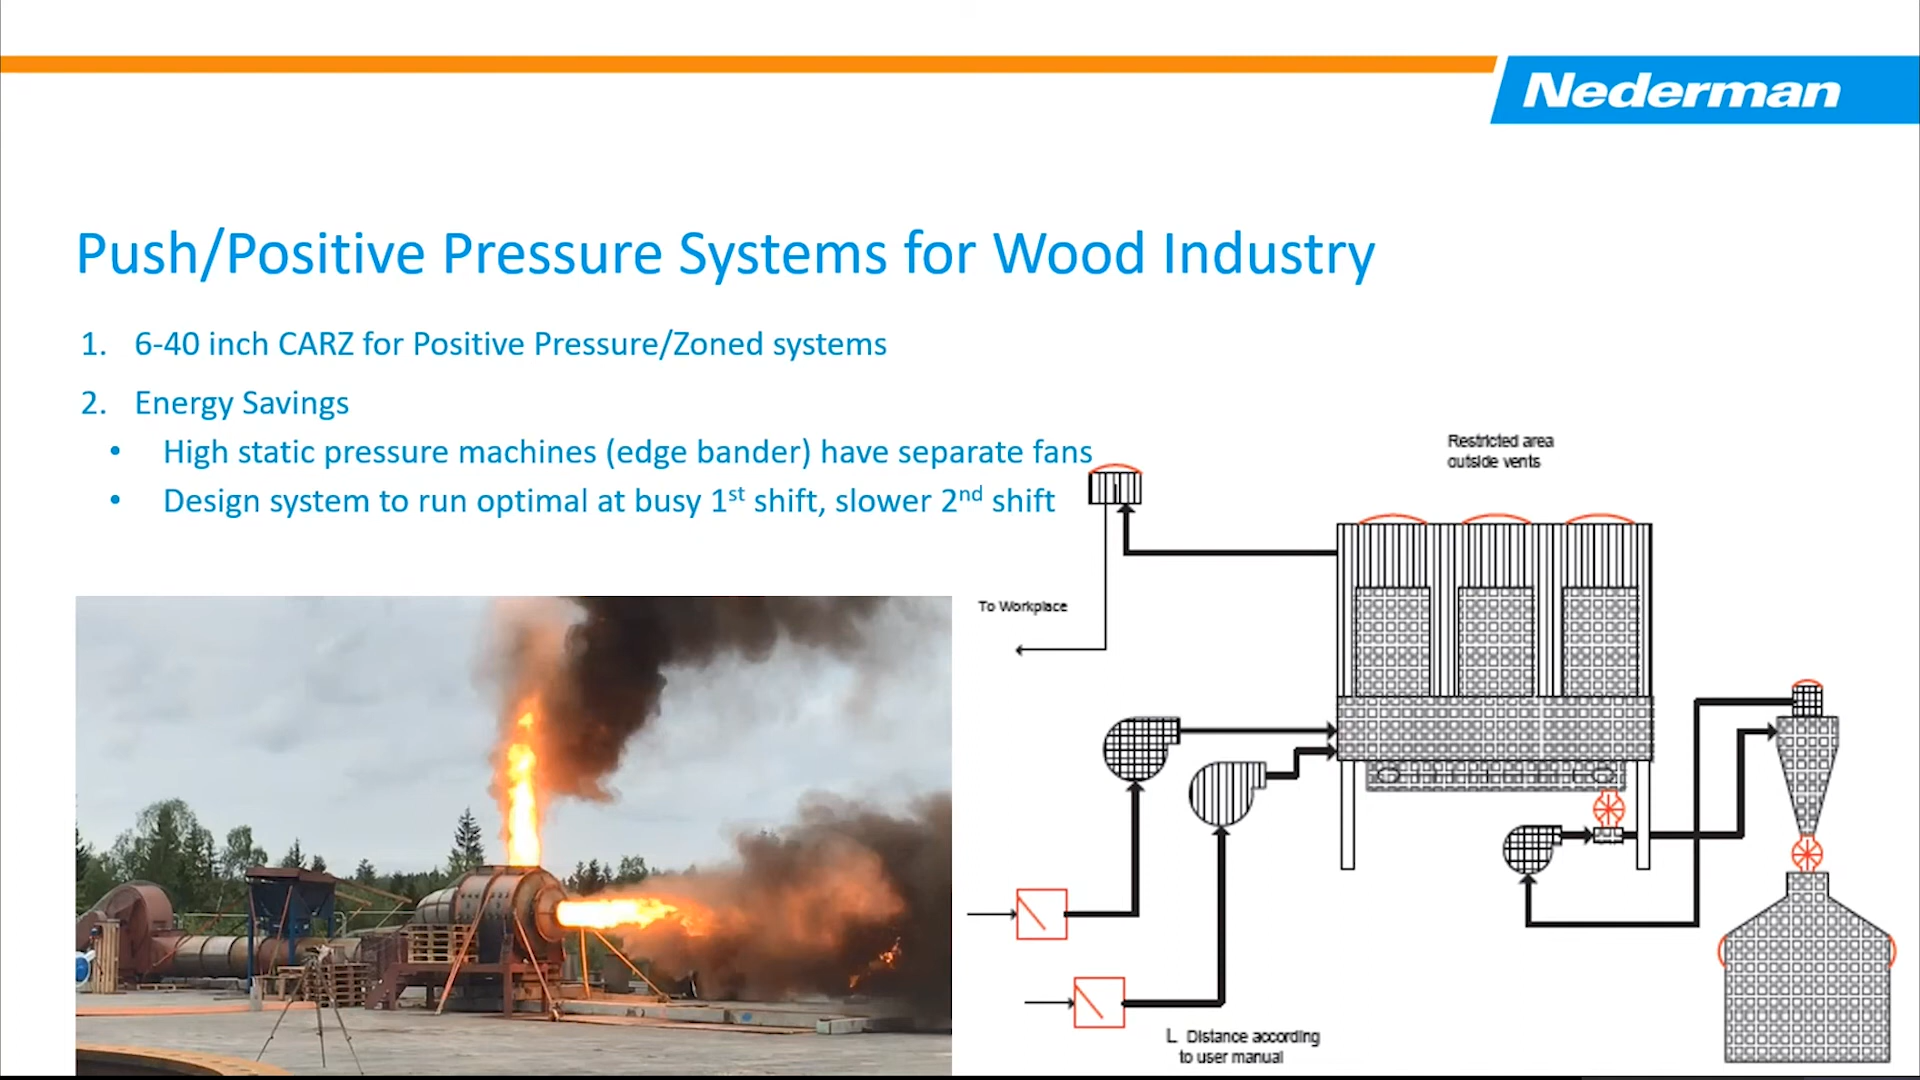 Nederman
Push/Positive Pressure Systems for Wood Industry
1. 6-40 inch CARZ for Positive Pressure/Zoned systems
2. Energy Savings
• High static pressure machines (edge bander) have separate fans
• Design system to run optimal at busy 1st shift, slower 2nd shift
Restricted area
outside vents
To Workplace
L Distance according
to user manual